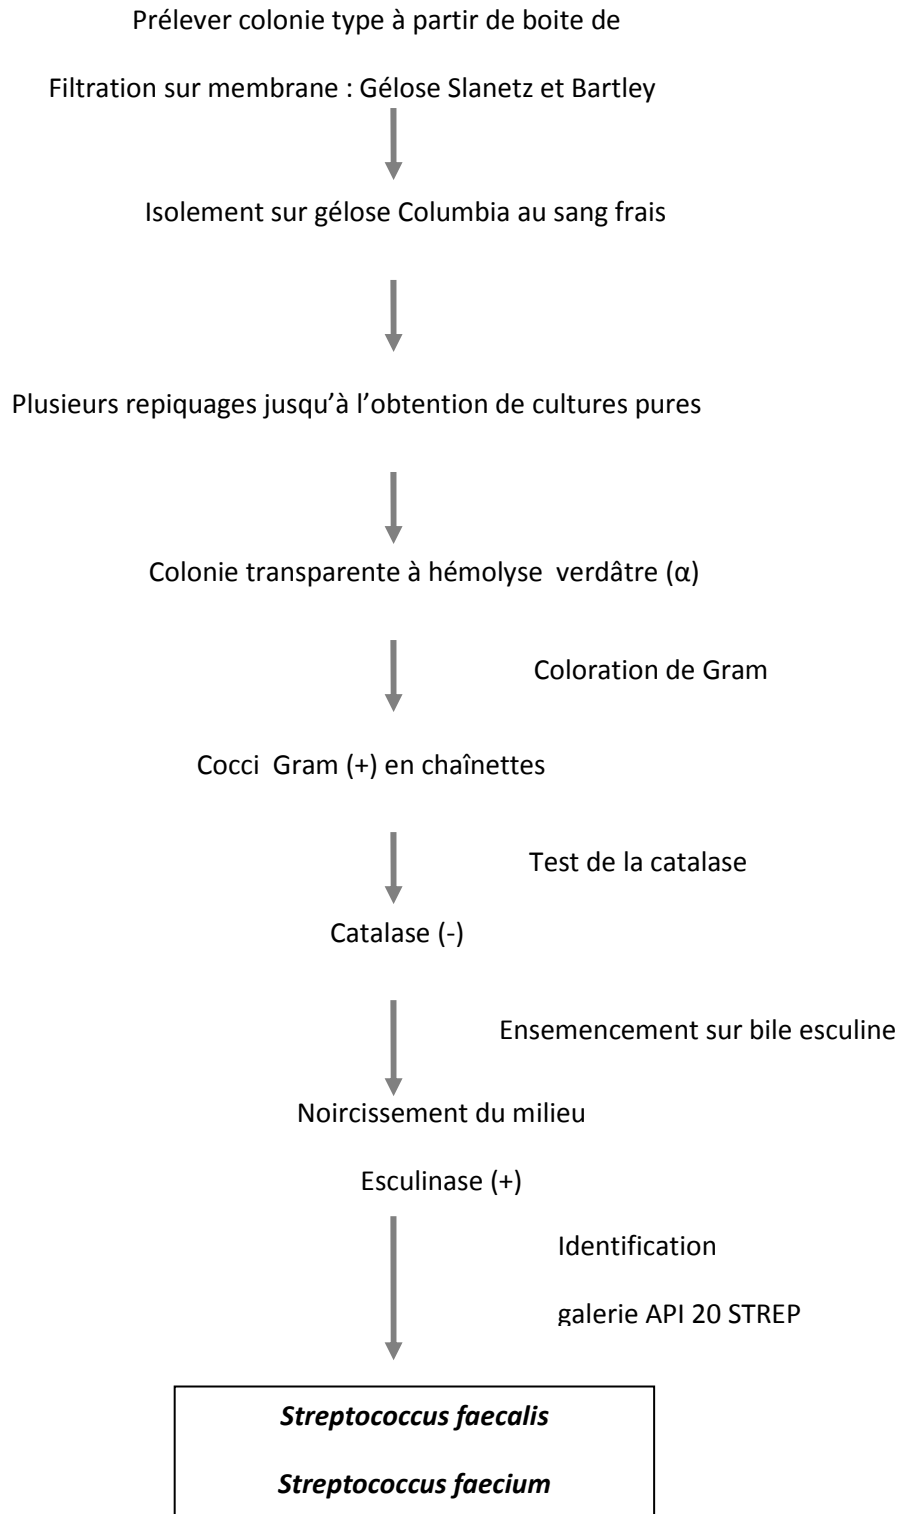 Prélever colonie type à partir de boite de
Filtration sur membrane : Gélose Slanetz et Bartley
Isolement sur gélose Columbia au sang frais
Plusieurs repiquages jusqu’à l’obtention de cultures pures
Colonie transparente à hémolyse verdâtre (α)
Coloration de Gram
Cocci Gram (+) en chaînettes
Test de la catalase
Catalase (-)
Ensemencement sur bile esculine
Noircissement du milieu
Esculinase (+)
Identification
galerie API 20 STREP
Streptococcus faecalis
Streptococcus faecium